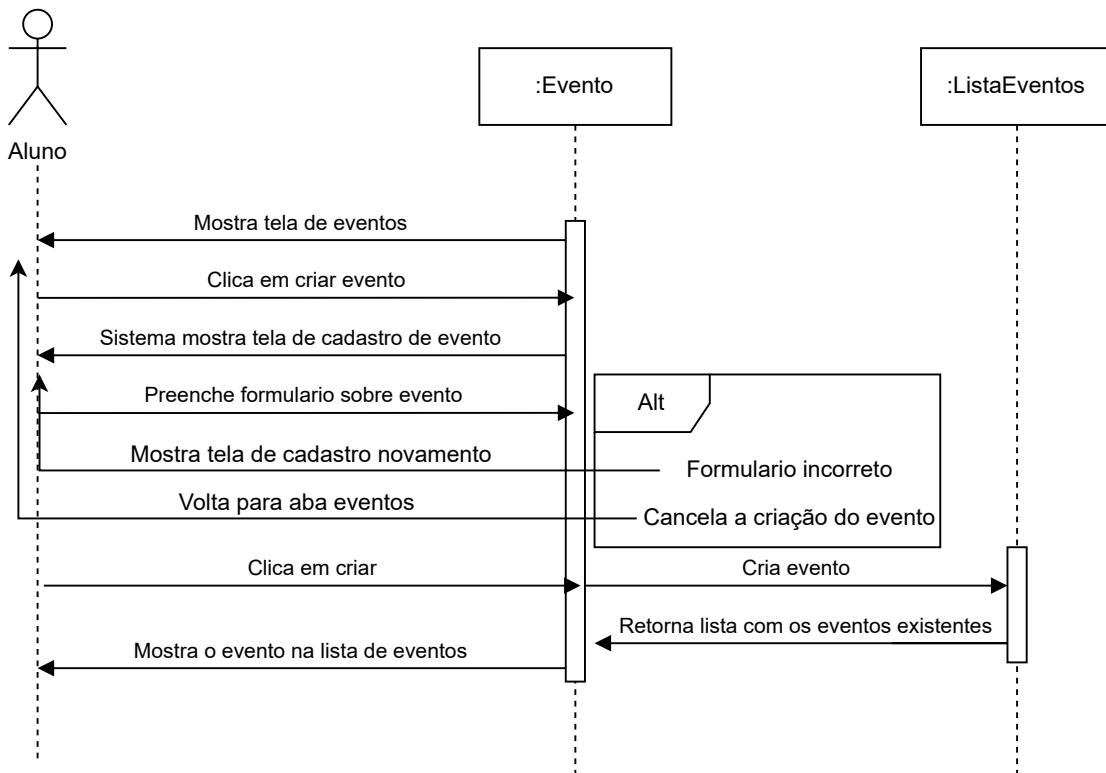 :Evento
:ListaEventos
Aluno
Mostra tela de eventos
Clica em criar evento
Sistema mostra tela de cadastro de evento
Preenche formulario sobre evento
Alt
Mostra tela de cadastro novamento
Formulario incorreto
Volta para aba eventos
Cancela a criação do evento
Clica em criar
Cria evento
Retorna lista com os eventos existentes
Mostra o evento na lista de eventos